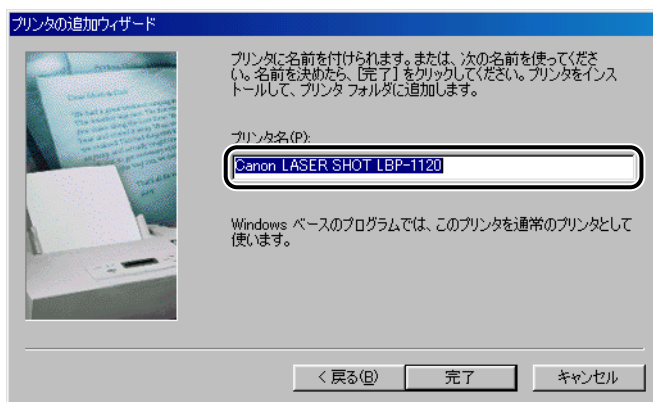 プリンタの追加ウィザード
プリンタに名前を付けられます。または、次の名前を使ってくださ
い。名前を決めたら、[完了] をクリックしてください。プリンタをインス
トールして、プリンタ フォルダに追加します。
プリンタ名(P):
Canon LASER SHOT LBP-1120
Windows ベースのプログラムでは、このプリンタを通常のプリンタとして
使います。
< 戻る(B)
完了
キャンセル